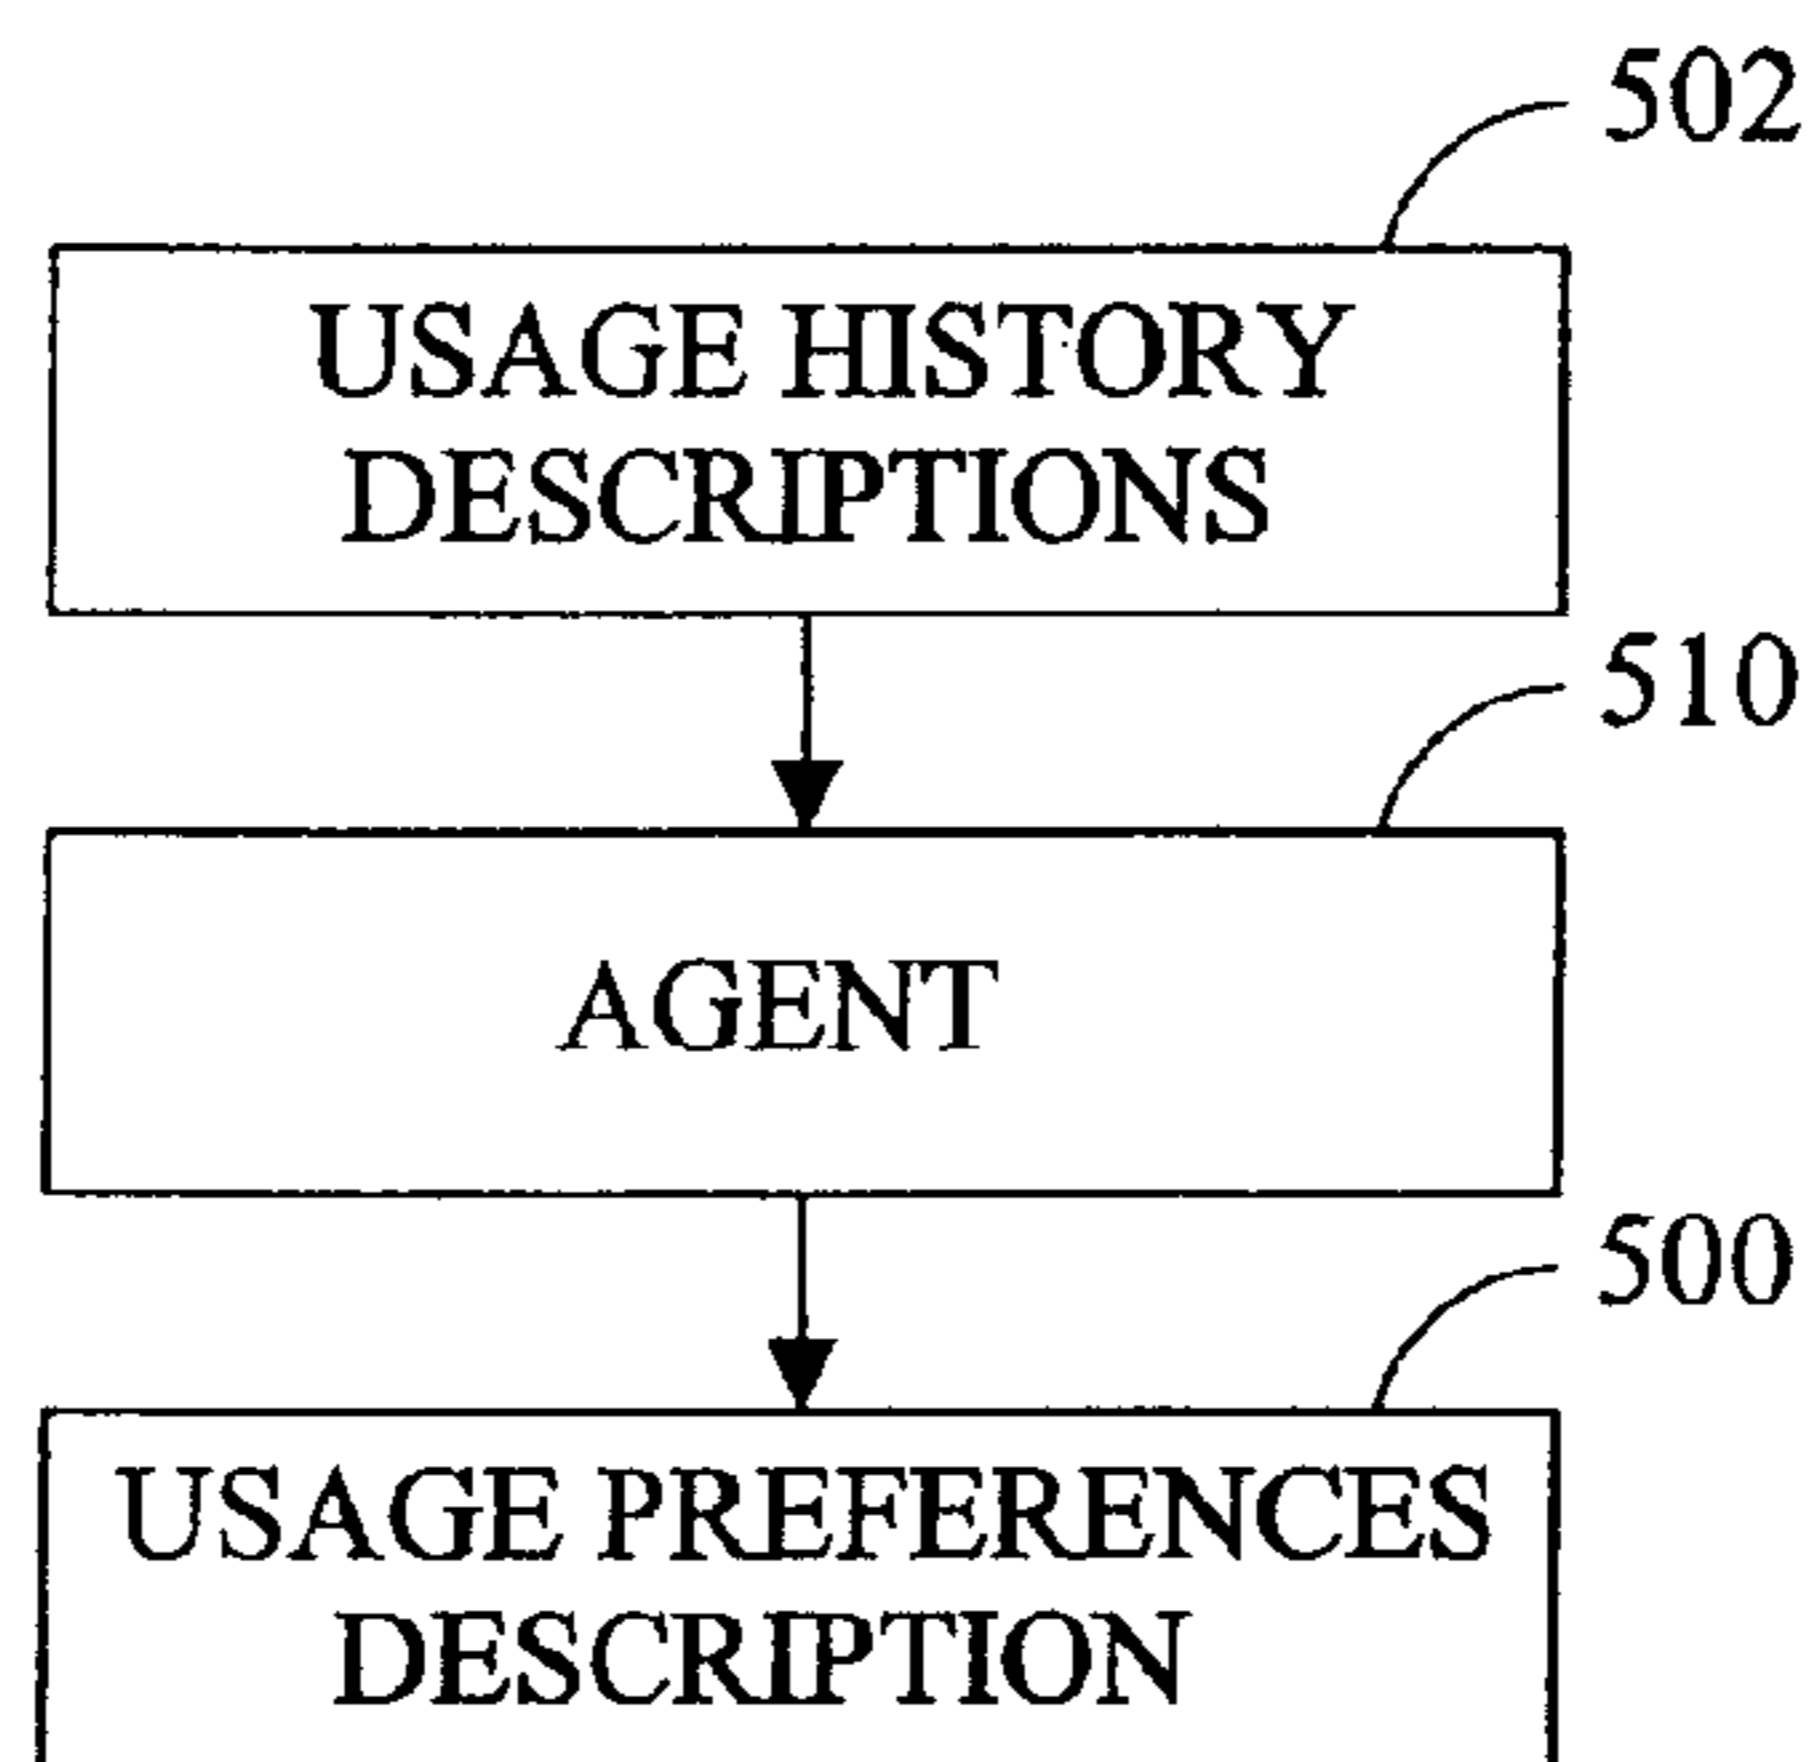 502
USAGE HISTORY
DESCRIPTIONS
510
AGENT
500
USAGE PREFERENCES
DESCRIPTION